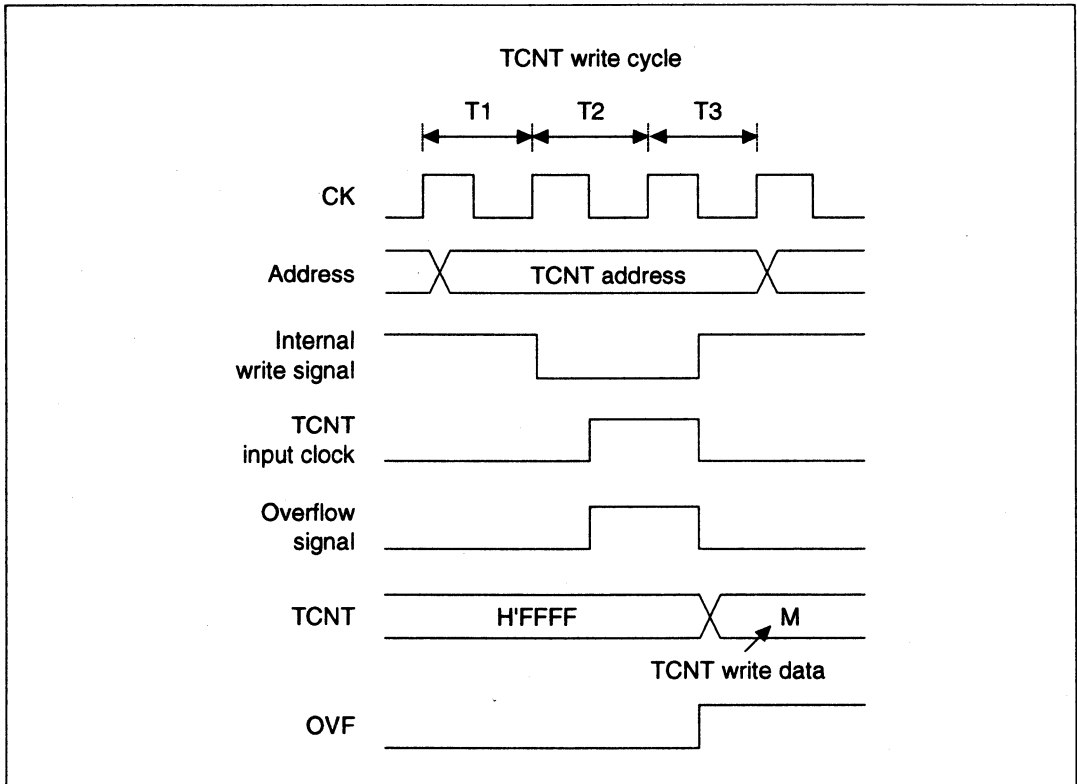 TCNT write cycle
T1 T2 T3
CK
Address
TCNT address
Internal
write signal
TCNT
input clock
Overflow
signal
TCNT
H'FFFF
M
TCNT write data
OVF